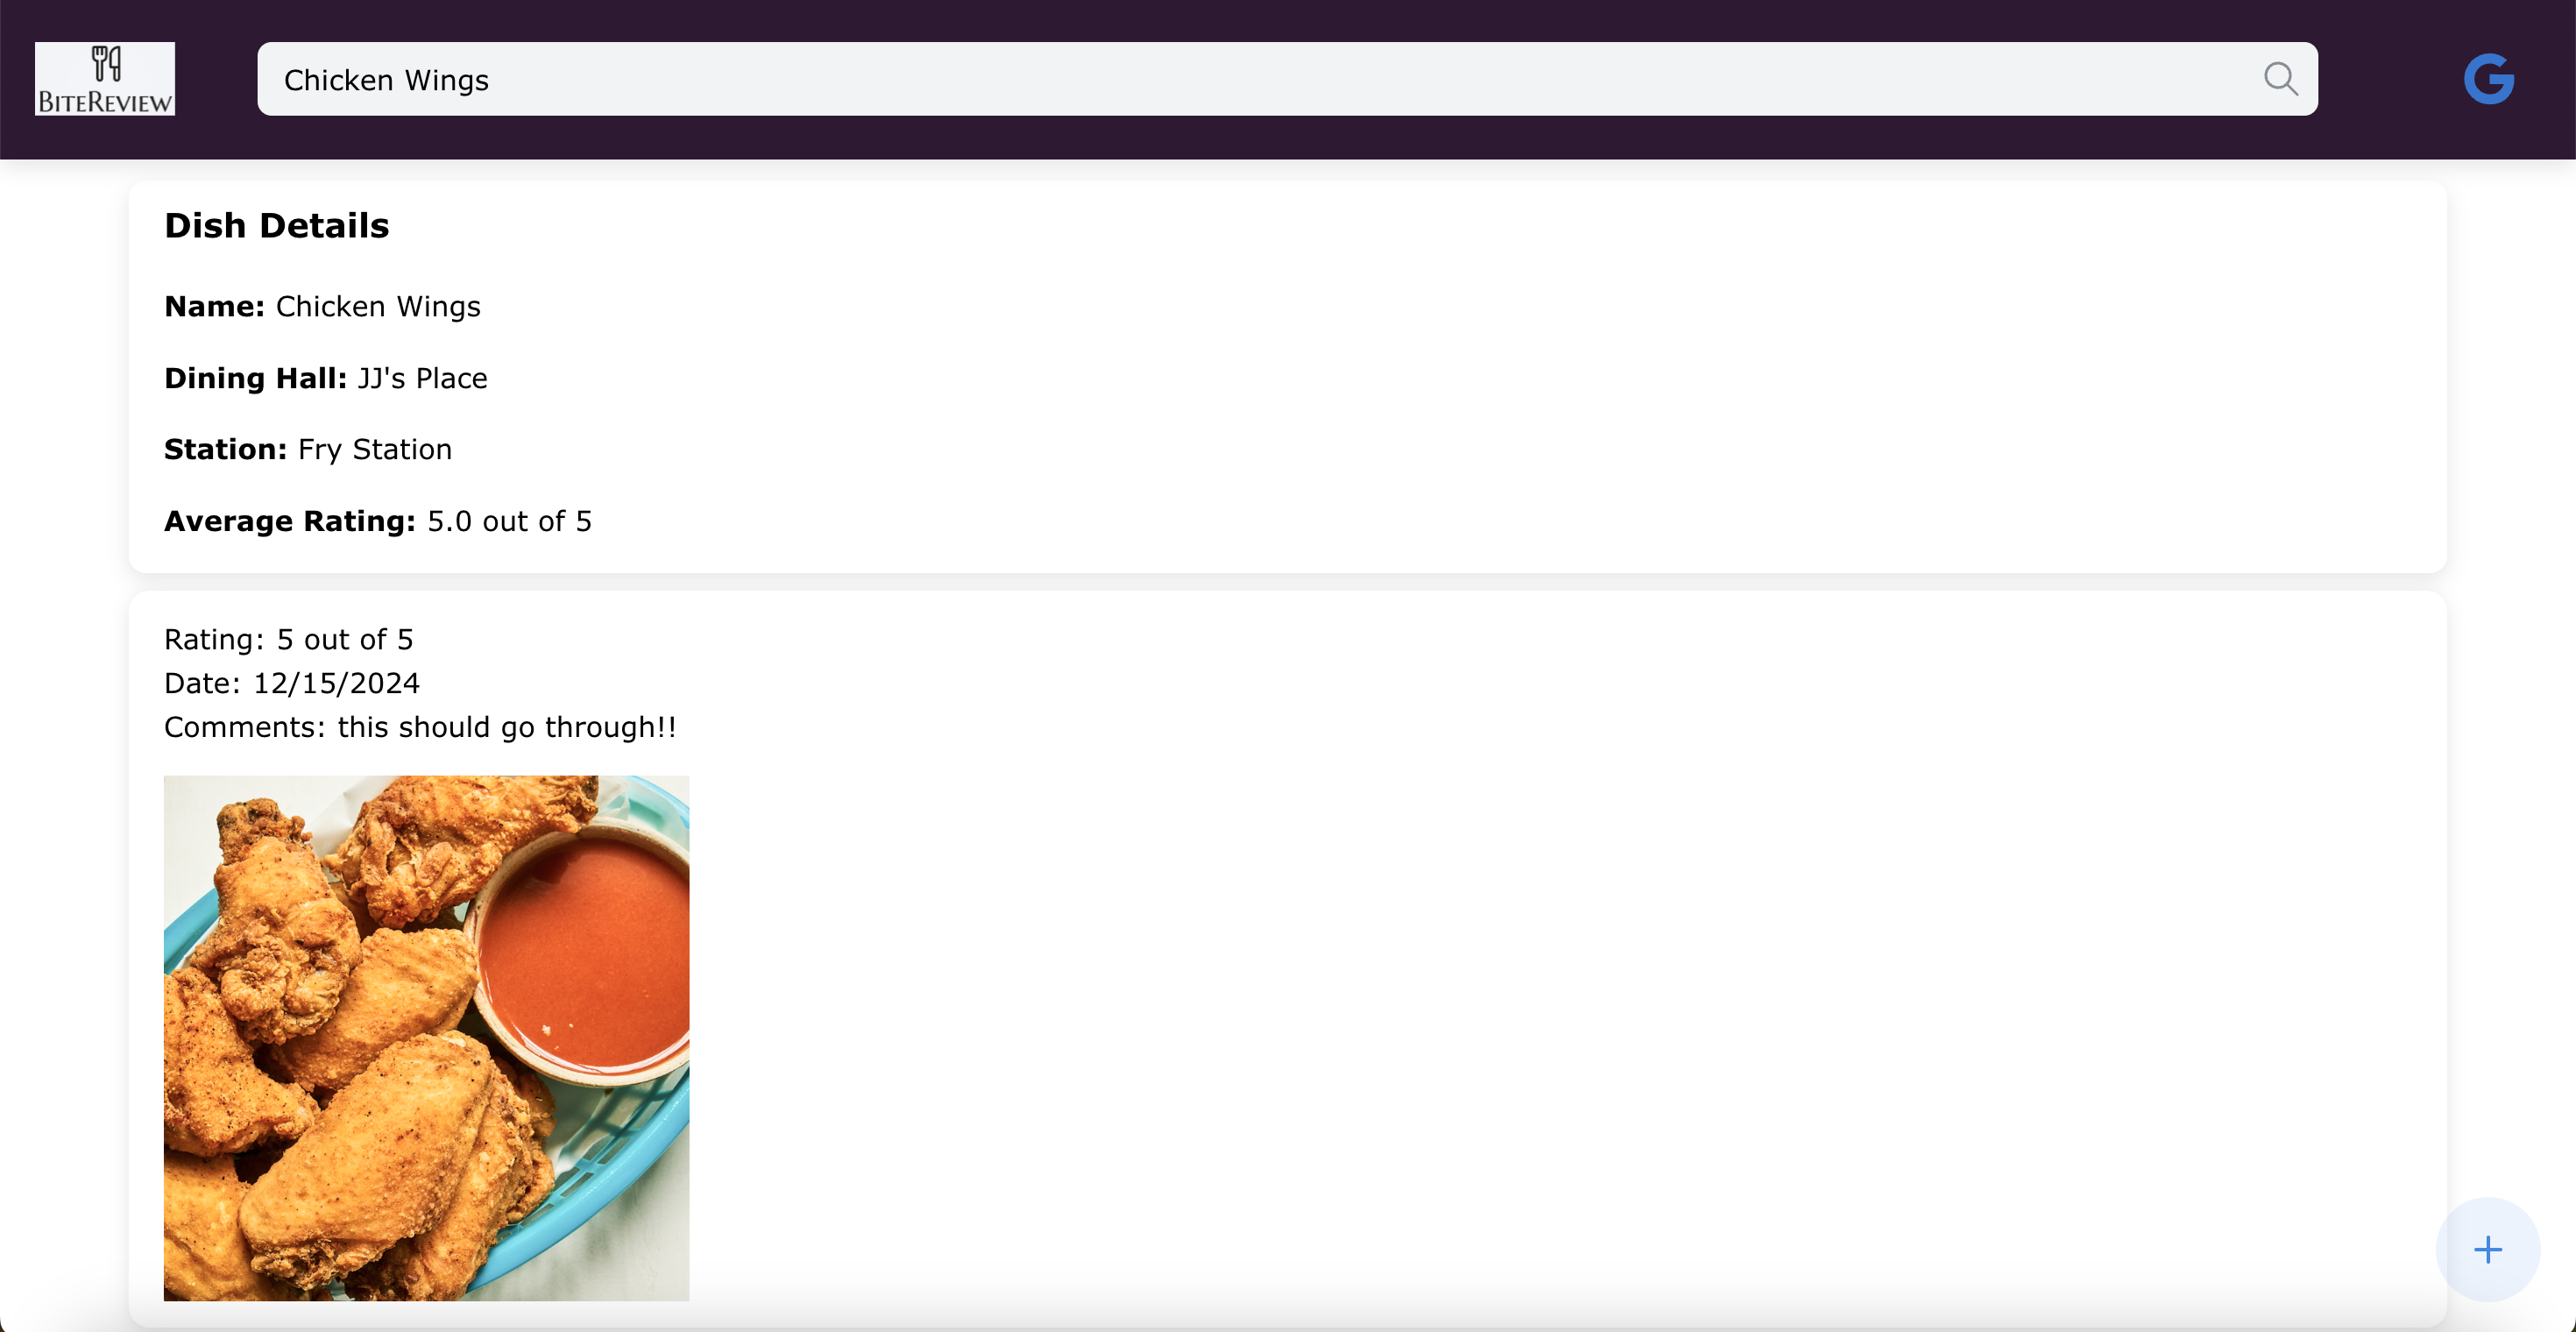 BITEREVIEW
Chicken Wings
Dish Details
Name: Chicken Wings
Dining Hall: JJ's Place
Station: Fry Station
Average Rating: 5.0 out of 5
Rating: 5 out of 5
Date: 12/15/2024
Comments: this should go through!!